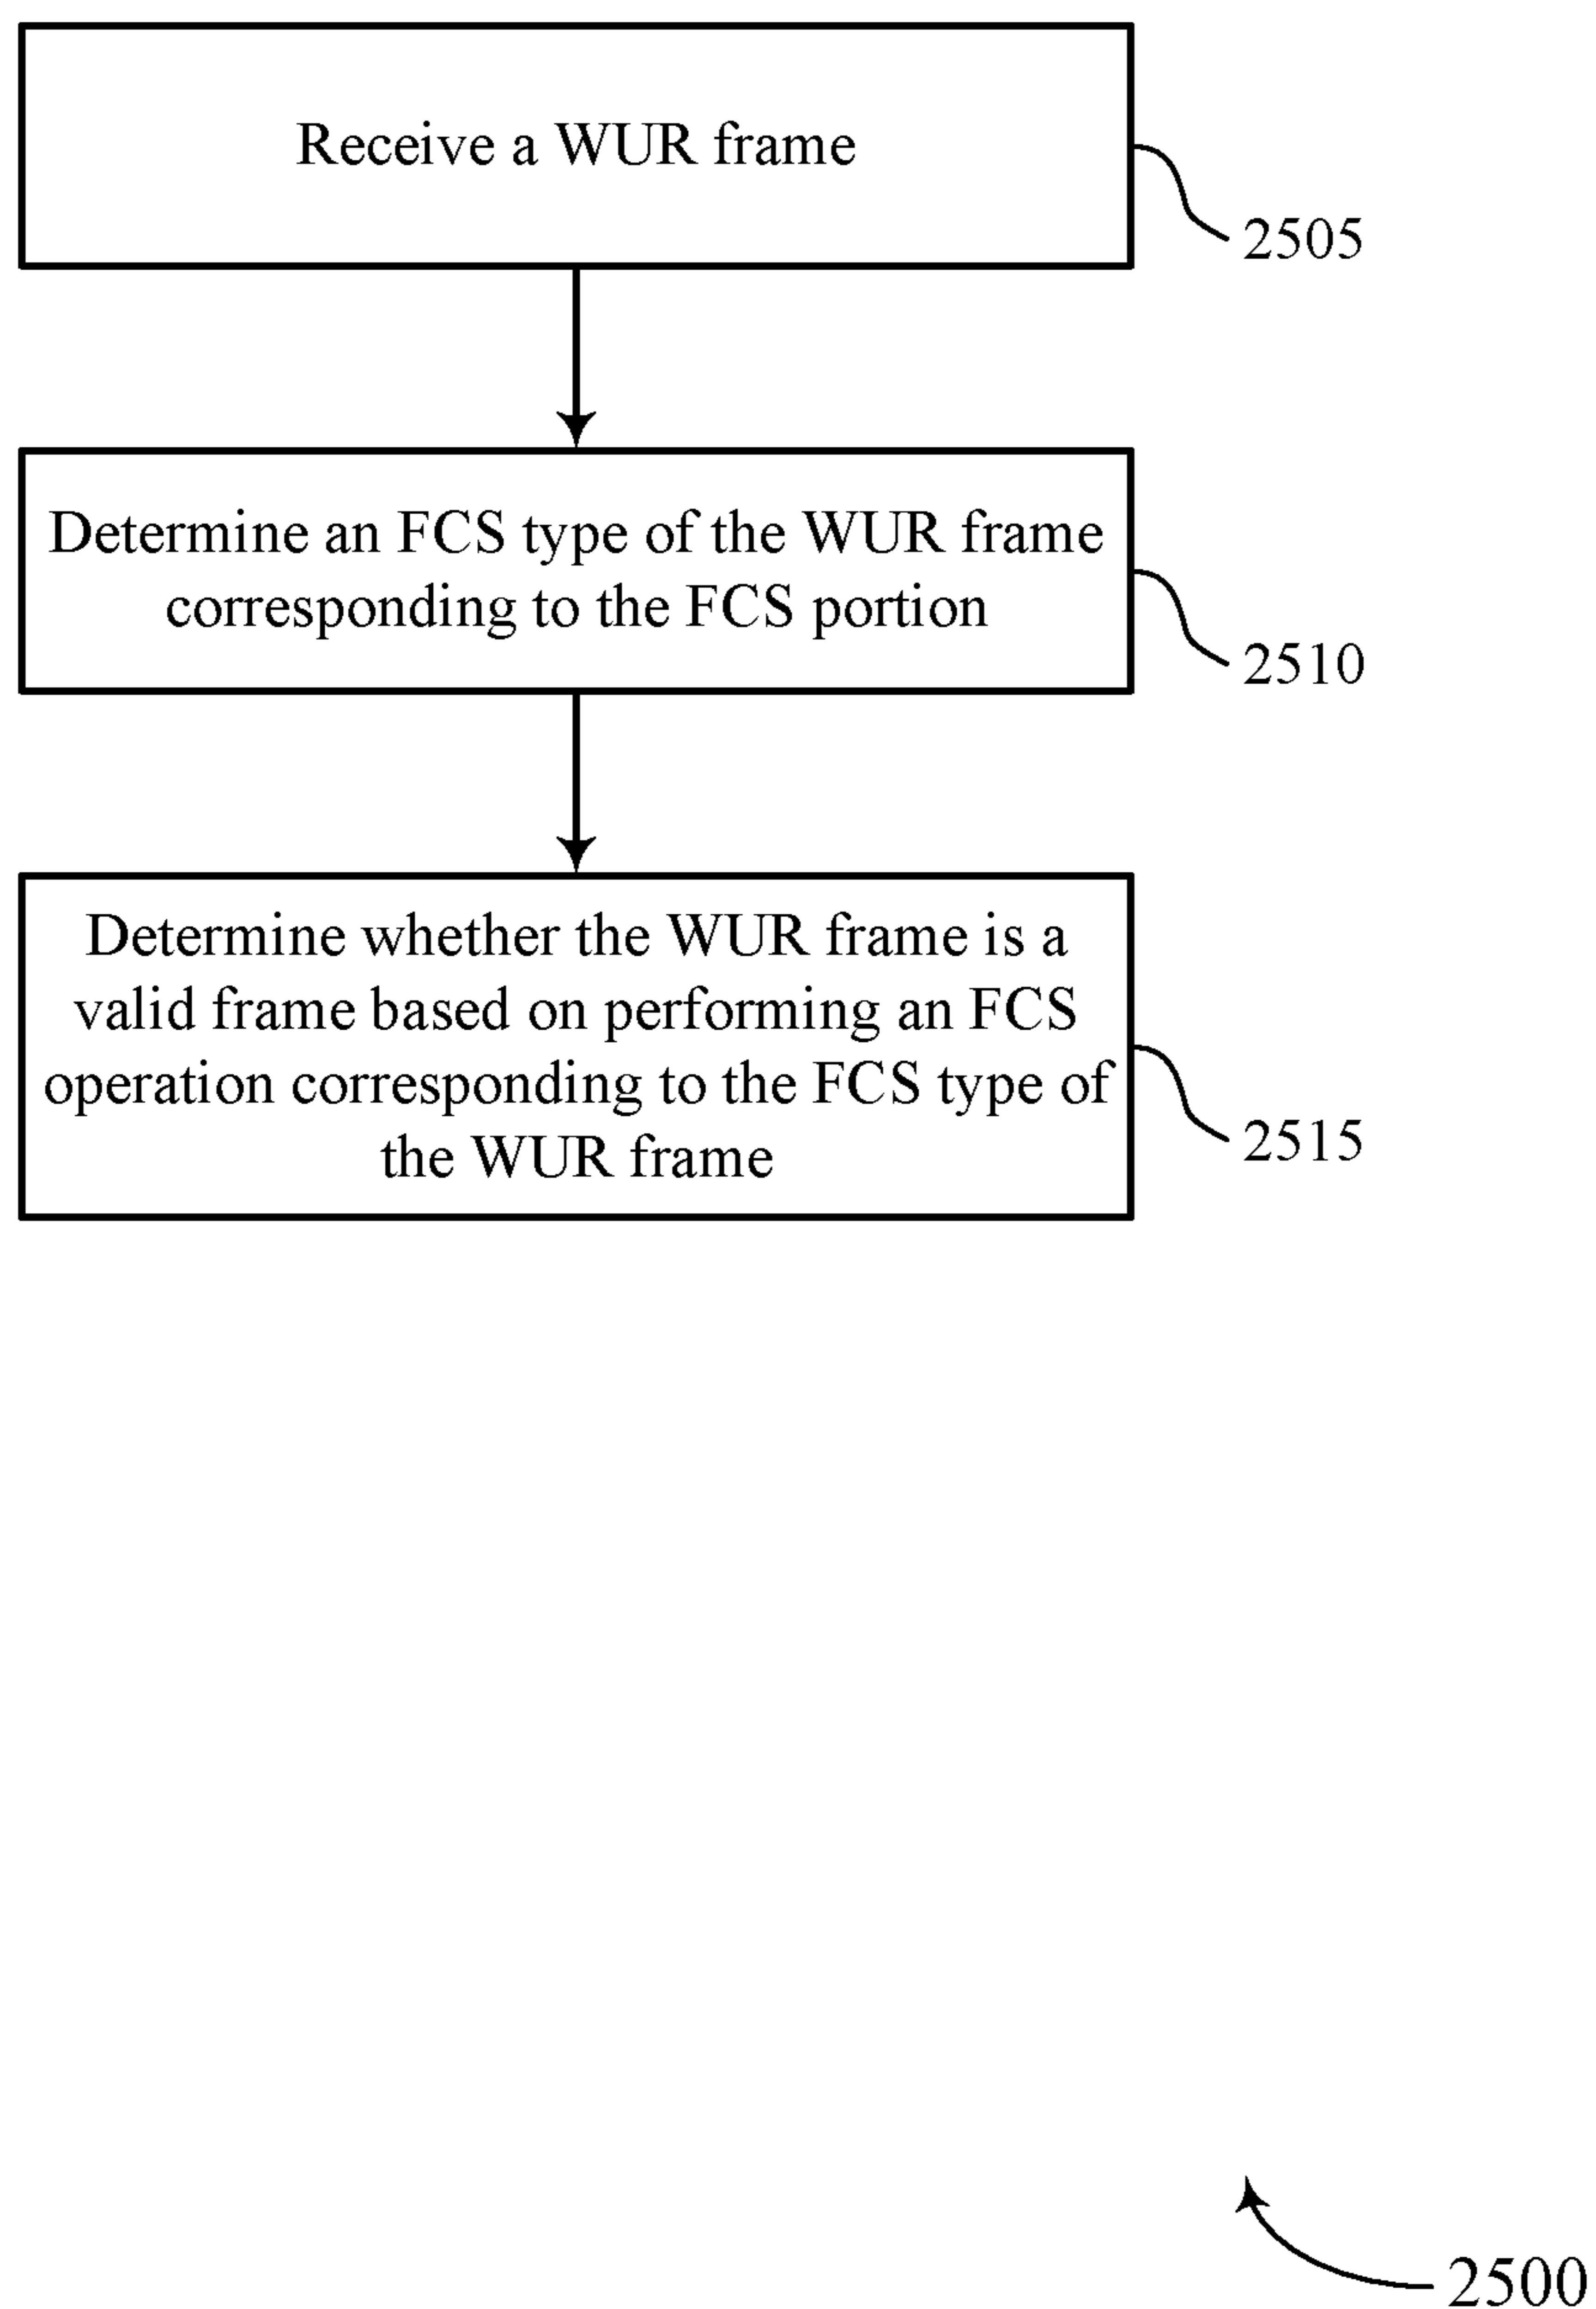 Receive a WUR frame
2505
Determine an FCS type of the WUR frame
corresponding to the FCS portion
2510
Determine whether the WUR frame is a
valid frame based on performing an FCS
operation corresponding to the FCS type of
the WUR frame
2515
2500